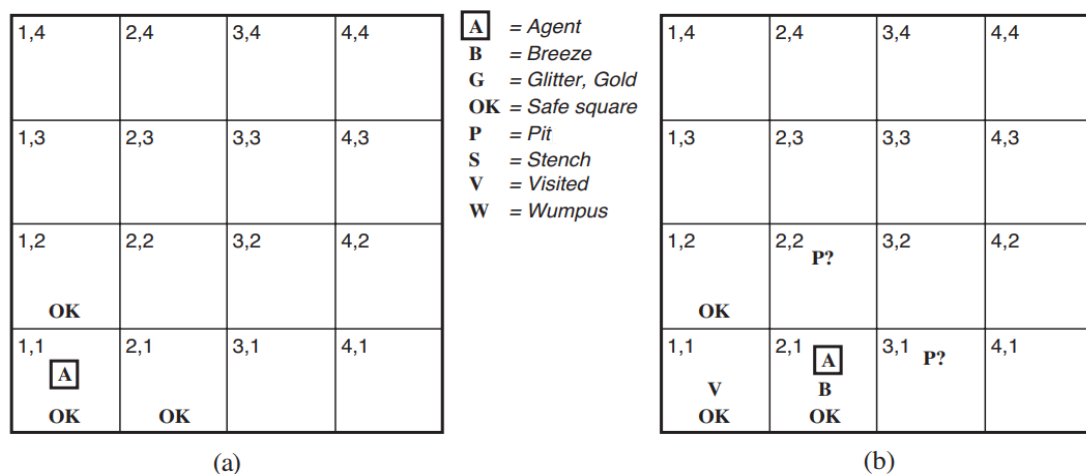 1,4 2,4 3,4 4,4
1,3 2,3 3,3 4,3
1,2 2,2 3,2 4,2
OK
1,1 2,1 3,1 4,1
A
OK OK
(a)
A = Agent
B = Breeze
G = Glitter, Gold
OK = Safe square
P = Pit
S = Stench
V = Visited
W = Wumpus
1,4 2,4 3,4 4,4
1,3 2,3 3,3 4,3
1,2 2,2 3,2 4,2
P?
OK
1,1 2,1 3,1 4,1
A P?
V B
OK OK
(b)